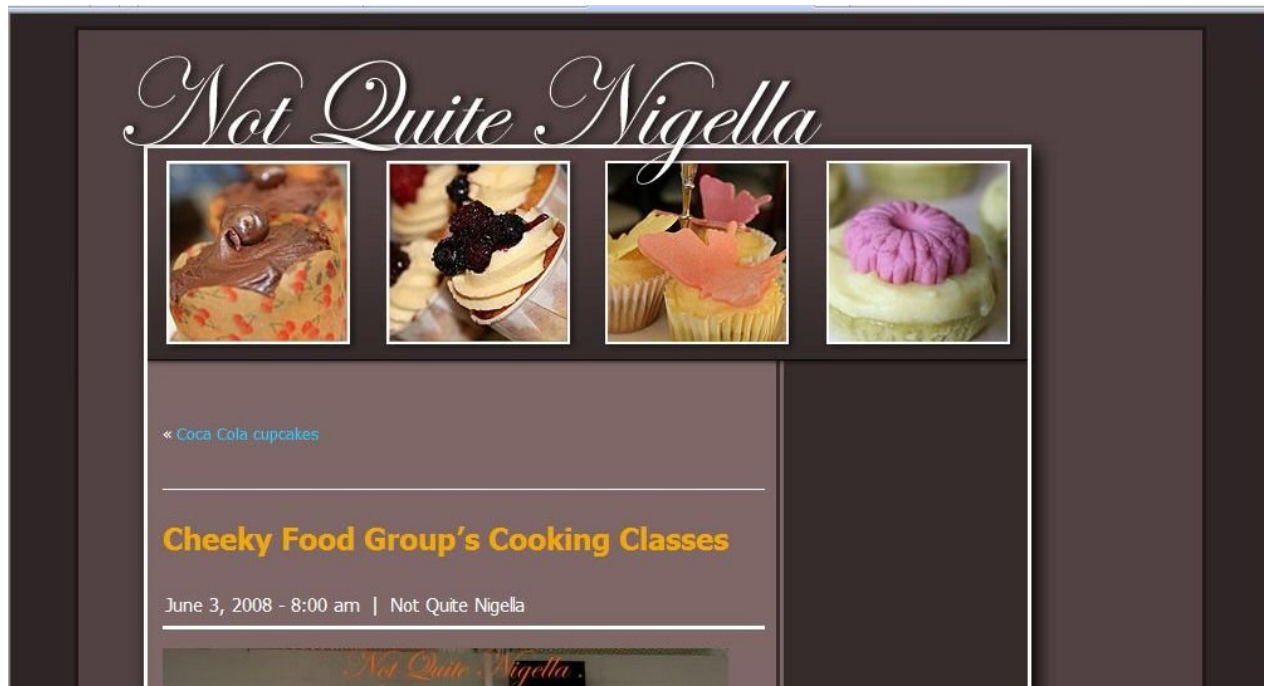 Not Quite Nigella
« Coca Cola cupcakes
Cheeky Food Group’s Cooking Classes
June 3, 2008 - 8:00 am | Not Quite Nigella
Not Quite Nigella .